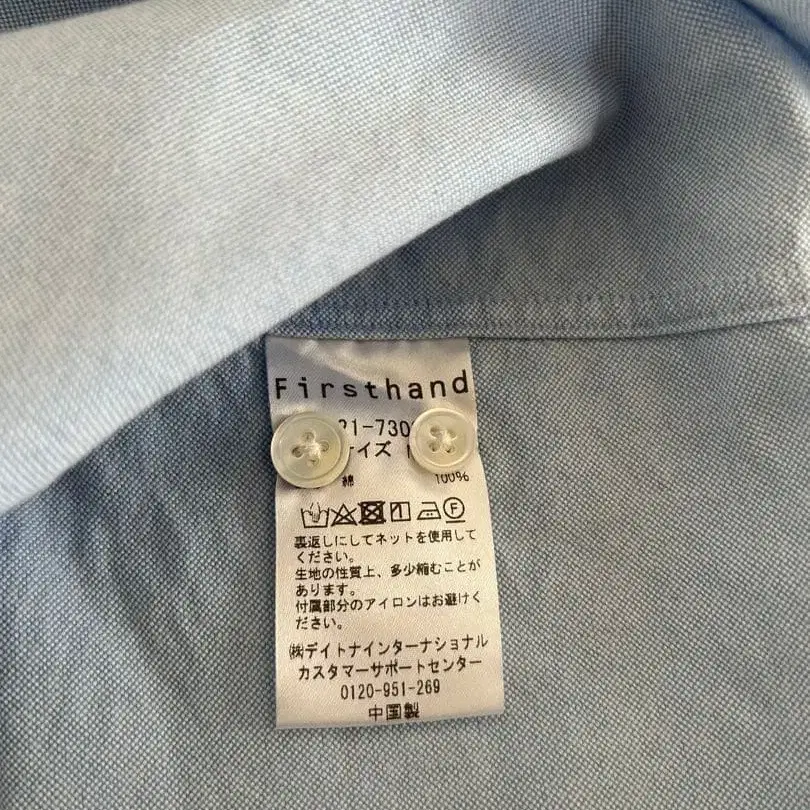 Firsthand
21-730
サイズ
綿 100%
F
裏返しにしてネットを使用して
ください。
生地の性質上、多少縮むことが
あります。
付属部分のアイロンはお避けく
ださい。
㈱デイトナインターナショナル
カスタマーサポートセンター
0120-951-269
中国製